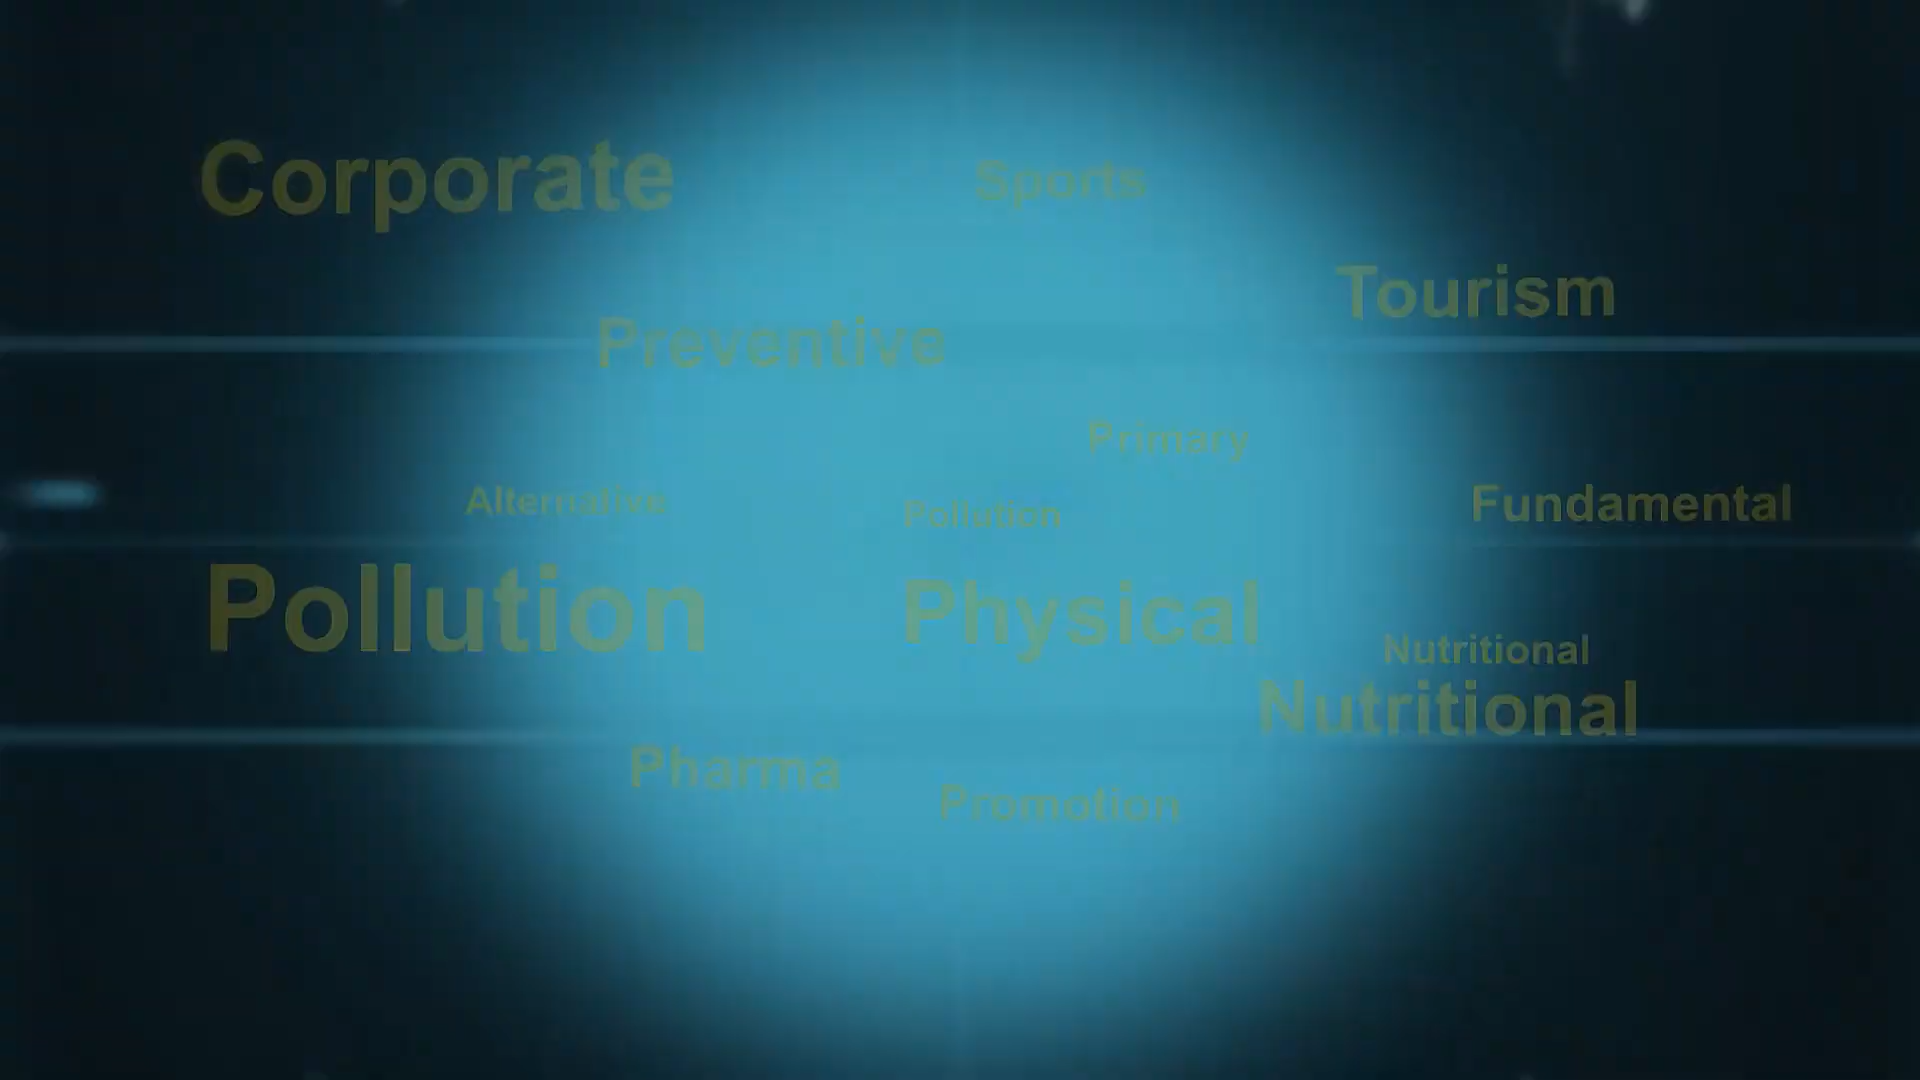 Corporate
Sports
Tourism
Preventive
Primary
Alternative
Pollution
Fundamental
Pollution
Physical
Nutritional
Nutritional
Pharma
Promotion